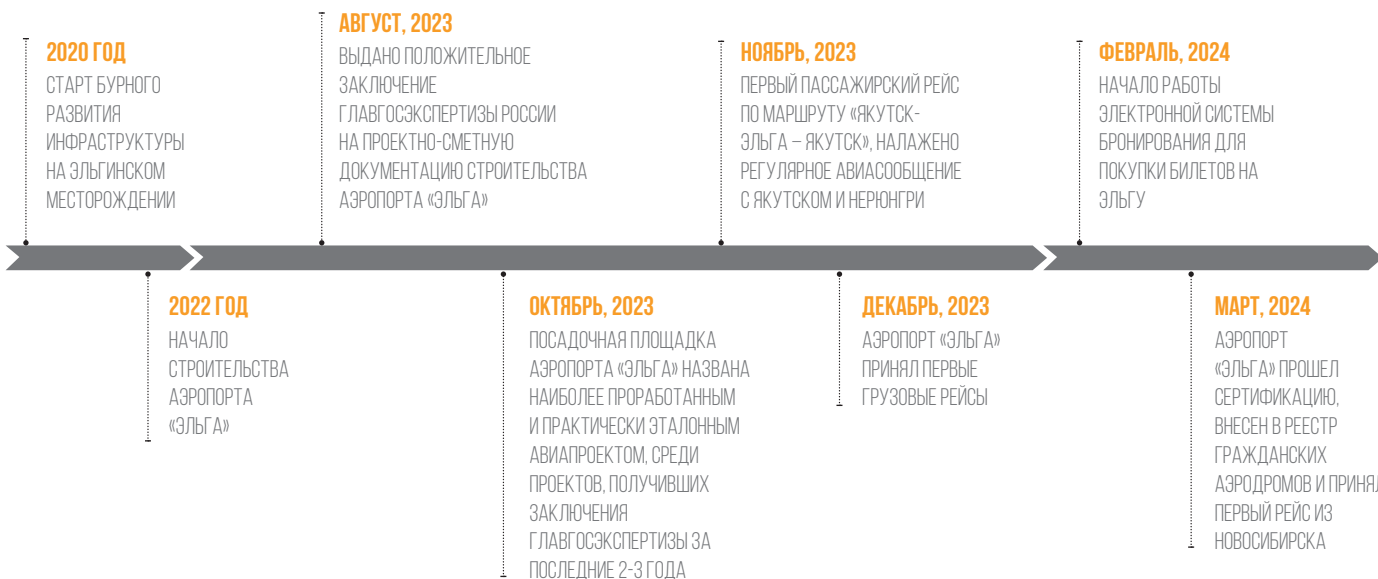 2020 ГОД
СТАРТ БУРНОГО
РАЗВИТИЯ
ИНФРАСТРУКТУРЫ
НА ЭЛЬГИНСКОМ
МЕСТОРОЖДЕНИИ
АВГУСТ, 2023
ВЫДАНО ПОЛОЖИТЕЛЬНОЕ
ЗАКЛЮЧЕНИЕ
ГЛАВГОСЭКСПЕРТИЗЫ РОССИИ
НА ПРОЕКТНО-СМЕТНУЮ
ДОКУМЕНТАЦИЮ СТРОИТЕЛЬСТВА
АЭРОПОРТА «ЭЛЬГА»
НОЯБРЬ, 2023
ПЕРВЫЙ ПАССАЖИРСКИЙ РЕЙС
ПО МАРШРУТУ «ЯКУТСК-
ЭЛЬГА – ЯКУТСК», НАЛАЖЕНО
РЕГУЛЯРНОЕ АВИАСООБЩЕНИЕ
С ЯКУТСКОМ И НЕРЮНГРИ
ФЕВРАЛЬ, 2024
НАЧАЛО РАБОТЫ
ЭЛЕКТРОННОЙ СИСТЕМЫ
БРОНИРОВАНИЯ ДЛЯ
ПОКУПКИ БИЛЕТОВ НА
ЭЛЬГУ
2022 ГОД
НАЧАЛО
СТРОИТЕЛЬСТВА
АЭРОПОРТА
«ЭЛЬГА»
ОКТЯБРЬ, 2023
ПОСАДОЧНАЯ ПЛОЩАДКА
АЭРОПОРТА «ЭЛЬГА» НАЗВАНА
НАИБОЛЕЕ ПРОРАБОТАННЫМ
И ПРАКТИЧЕСКИ ЭТАЛОННЫМ
АВИАПРОЕКТОМ, СРЕДИ
ПРОЕКТОВ, ПОЛУЧИВШИХ
ЗАКЛЮЧЕНИЯ
ГЛАВГОСЭКСПЕРТИЗЫ ЗА
ПОСЛЕДНИЕ 2-3 ГОДА
ДЕКАБРЬ, 2023
АЭРОПОРТ «ЭЛЬГА»
ПРИНЯЛ ПЕРВЫЕ
ГРУЗОВЫЕ РЕЙСЫ
МАРТ, 2024
АЭРОПОРТ
«ЭЛЬГА» ПРОШЕЛ
СЕРТИФИКАЦИЮ,
ВНЕСЕН В РЕЕСТР
ГРАЖДАНСКИХ
АЭРОДРОМОВ И ПРИНЯЛ
ПЕРВЫЙ РЕЙС ИЗ
НОВОСИБИРСКА